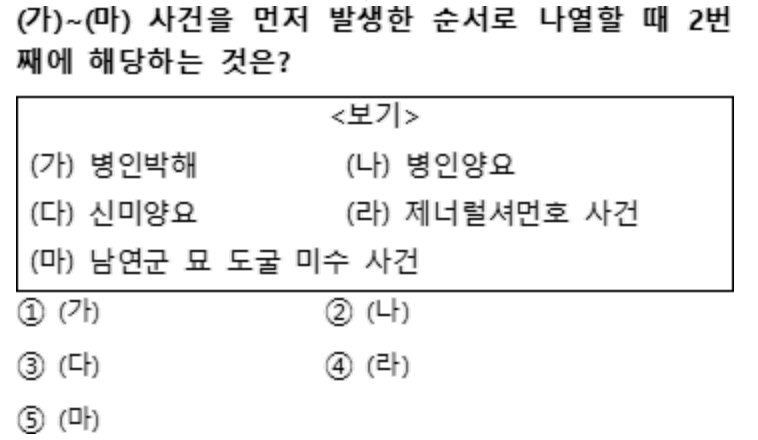 (가)~(마) 사건을 먼저 발생한 순서로 나열할 때 2번
째에 해당하는 것은?
<보기>
(가) 병인박해 (나) 병인양요
(다) 신미양요 (라) 제너럴셔먼호 사건
(마) 남연군 묘 도굴 미수 사건
① (가) ② (나)
③ (다) ④ (라)
⑤ (마)